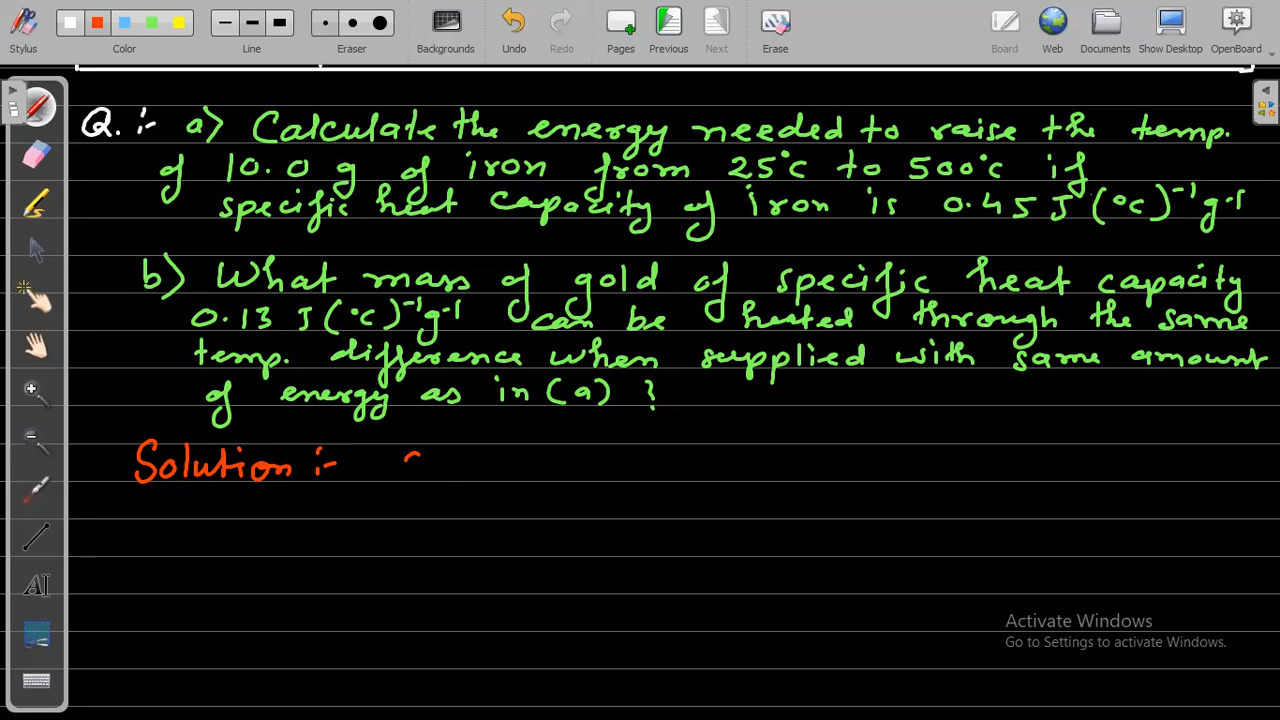 Stylus
Color
Line
Eraser
Backgrounds
Undo
Redo
Pages
Previous
Next
Erase
Board
Web
Documents
Show Desktop
OpenBoard
Q. :- a) Calculate the energy needed to raise the temp.
of 10.0 g of iron from 25°C to 500°C if
specific heat capacity of iron is 0.45 J (°C)⁻¹ g⁻¹
b) What mass of gold of specific heat capacity
0.13 J (°C)⁻¹ g⁻¹ can be heated through the same
temp. difference when supplied with same amount
of energy as in (a) ?
Solution :-
AI
Activate Windows
Go to Settings to activate Windows.